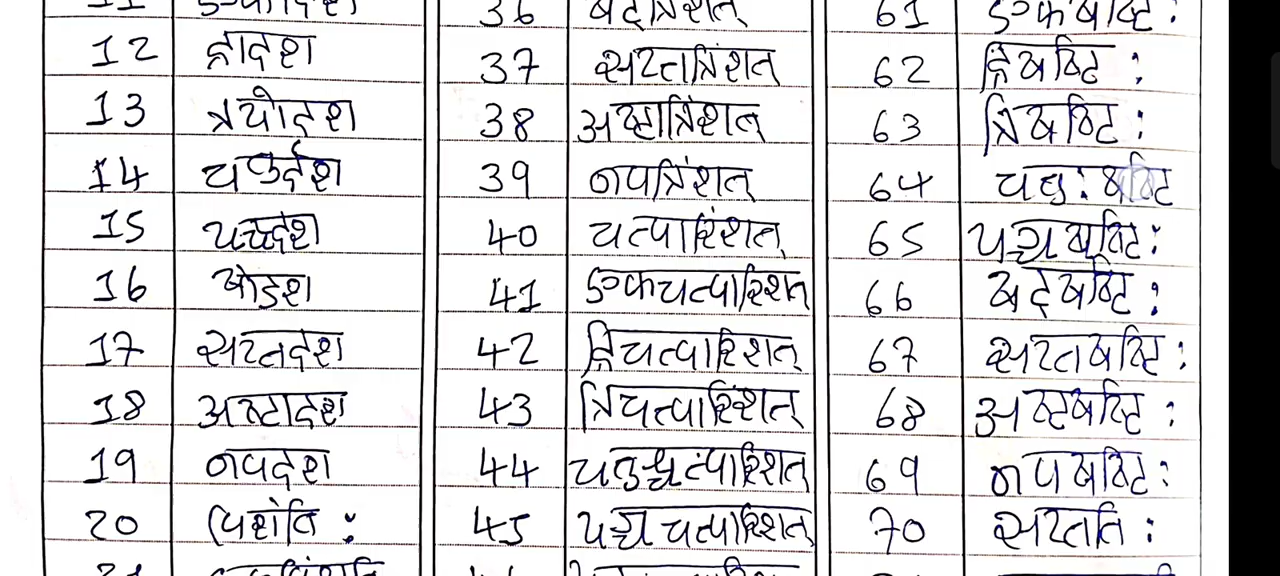 36 षट्त्रिंशत् 61 एकषष्टि:
12 द्वादश 37 सप्तात्रिंशत् 62 द्विषष्टि :
13 त्रयोदश 38 अष्टात्रिंशत् 63 त्रिषष्टि :
14 चतुर्दश 39 नवत्रिंशत् 64 चतु:षष्टि
15 पञ्चदश 40 चत्वारिंशत् 65 पञ्चषष्टि:
16 षोडश 41 एकचत्वारिंशत् 66 षट्षष्टि :
17 सप्तदश 42 द्विचत्वारिंशत् 67 सप्तषष्टि :
18 अष्टादश 43 त्रिचत्वारिंशत् 68 अष्टषष्टि :
19 नवदश 44 चतुश्चत्वारिंशत् 69 नवषष्टि:
20 विंशति : 45 पञ्चचत्वारिंशत् 70 सप्तति :